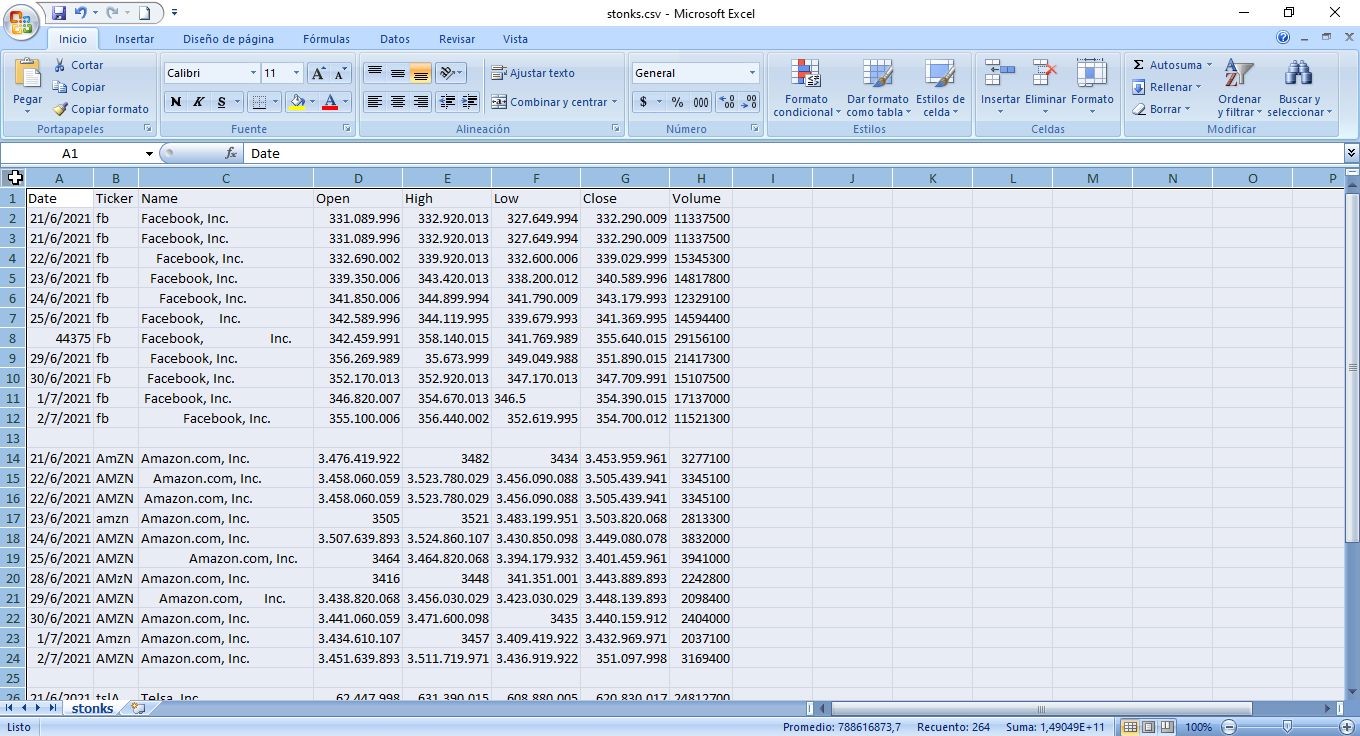 stonks.csv - Microsoft Excel
Inicio Insertar Diseño de página Fórmulas Datos Revisar Vista
Pegar
Cortar
Copiar
Copiar formato
Portapapeles
Calibri 11
N K S
Fuente
Ajustar texto
Combinar y centrar
Alineación
General
$ % 000
Número
Formato condicional
Dar formato como tabla
Estilos de celda
Estilos
Insertar Eliminar Formato
Celdas
Autosuma
Rellenar
Borrar
Ordenar y filtrar
Buscar y seleccionar
Modificar
A1 fx Date
A B C D E F G H I J K L M N O P
1 Date Ticker Name Open High Low Close Volume
2 21/6/2021 fb Facebook, Inc. 331.089.996 332.920.013 327.649.994 332.290.009 11337500
3 21/6/2021 fb Facebook, Inc. 331.089.996 332.920.013 327.649.994 332.290.009 11337500
4 22/6/2021 fb Facebook, Inc. 332.690.002 339.920.013 332.600.006 339.029.999 15345300
5 23/6/2021 fb Facebook, Inc. 339.350.006 343.420.013 338.200.012 340.589.996 14817800
6 24/6/2021 fb Facebook, Inc. 341.850.006 344.899.994 341.790.009 343.179.993 12329100
7 25/6/2021 fb Facebook, Inc. 342.589.996 344.119.995 339.679.993 341.369.995 14594400
8 44375 Fb Facebook, Inc. 342.459.991 358.140.015 341.769.989 355.640.015 29156100
9 29/6/2021 fb Facebook, Inc. 356.269.989 35.673.999 349.049.988 351.890.015 21417300
10 30/6/2021 Fb Facebook, Inc. 352.170.013 352.920.013 347.170.013 347.709.991 15107500
11 1/7/2021 fb Facebook, Inc. 346.820.007 354.670.013 346.5 354.390.015 17137000
12 2/7/2021 fb Facebook, Inc. 355.100.006 356.440.002 352.619.995 354.700.012 11521300
13
14 21/6/2021 AmZN Amazon.com, Inc. 3.476.419.922 3482 3434 3.453.959.961 3277100
15 22/6/2021 AMZN Amazon.com, Inc. 3.458.060.059 3.523.780.029 3.456.090.088 3.505.439.941 3345100
16 22/6/2021 AMZN Amazon.com, Inc. 3.458.060.059 3.523.780.029 3.456.090.088 3.505.439.941 3345100
17 23/6/2021 amzn Amazon.com, Inc. 3505 3521 3.483.199.951 3.503.820.068 2813300
18 24/6/2021 AMZN Amazon.com, Inc. 3.507.639.893 3.524.860.107 3.430.850.098 3.449.080.078 3832000
19 25/6/2021 AMZN Amazon.com, Inc. 3464 3.464.820.068 3.394.179.932 3.401.459.961 3941000
20 28/6/2021 AMzN Amazon.com, Inc. 3416 3448 341.351.001 3.443.889.893 2242800
21 29/6/2021 AMZN Amazon.com, Inc. 3.438.820.068 3.456.030.029 3.423.030.029 3.448.139.893 2098400
22 30/6/2021 AMZN Amazon.com, Inc. 3.441.060.059 3.471.600.098 3435 3.440.159.912 2404000
23 1/7/2021 Amzn Amazon.com, Inc. 3.434.610.107 3457 3.409.419.922 3.432.969.971 2037100
24 2/7/2021 AMZN Amazon.com, Inc. 3.451.639.893 3.511.719.971 3.436.919.922 351.097.998 3169400
25
26 21/6/2021 tslA Telsa, Inc 62.447.998 631.390.015 608.880.005 620.830.017 24812700
stonks
Listo Promedio: 788616873,7 Recuento: 264 Suma: 1,49049E+11 100%